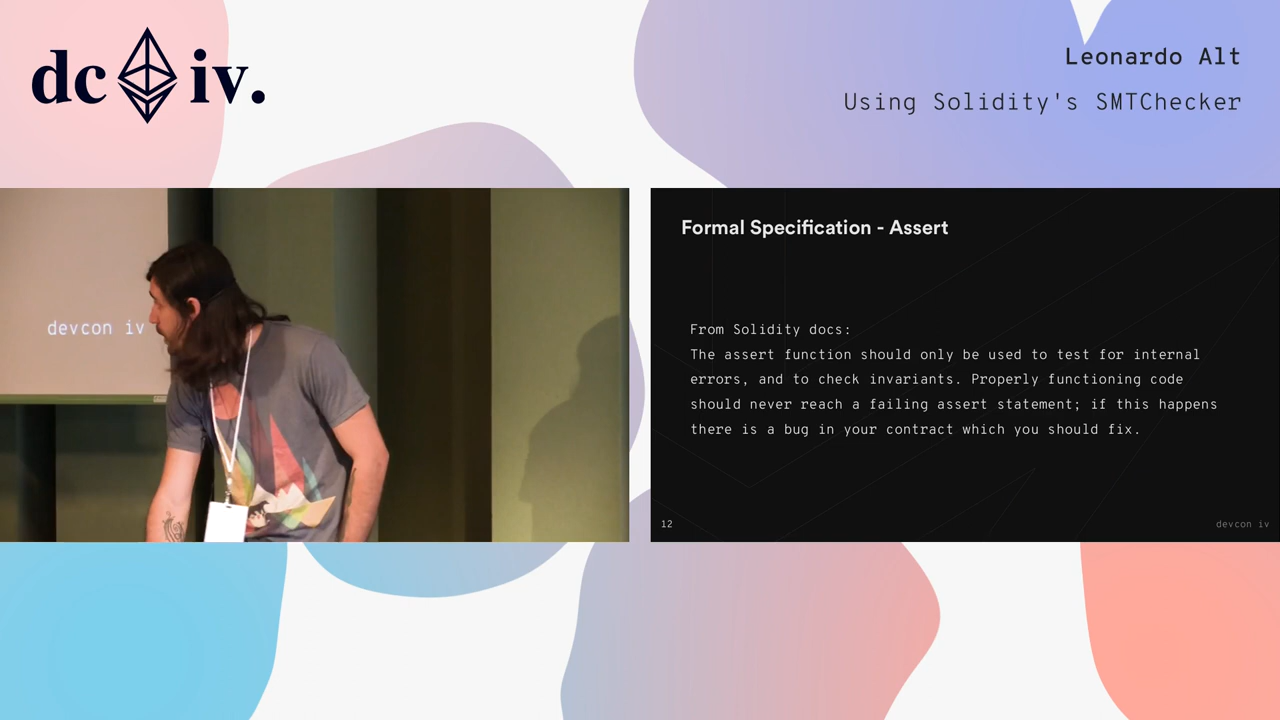 dc iv.
Leonardo Alt
Using Solidity's SMTChecker
devcon iv
Formal Specification - Assert
From Solidity docs:
The assert function should only be used to test for internal
errors, and to check invariants. Properly functioning code
should never reach a failing assert statement; if this happens
there is a bug in your contract which you should fix.
12
devcon iv